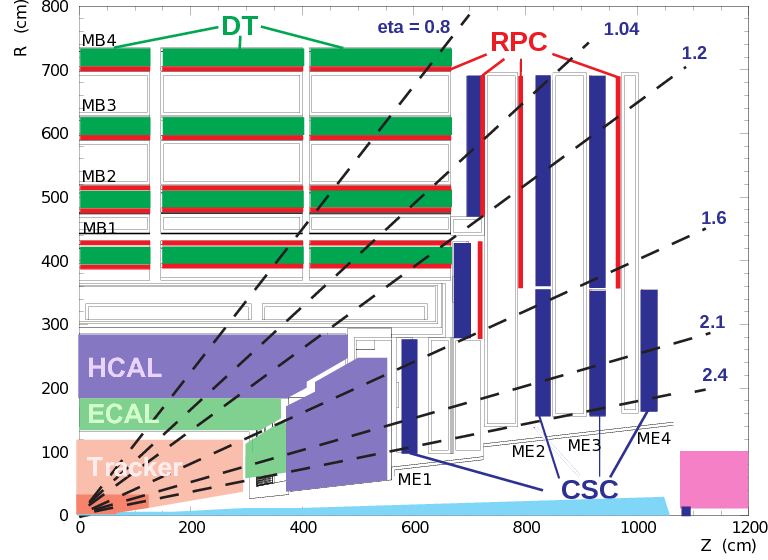 800
R (cm)
DT
eta = 0.8
1.04
MB4
RPC
1.2
700
MB3
600
MB2
500
1.6
MB1
400
300
2.1
HCAL
2.4
200
ECAL
100
Tracker
ME2
ME3
ME4
ME1
CSC
0
0
200
400
600
800
1000
1200
Z (cm)